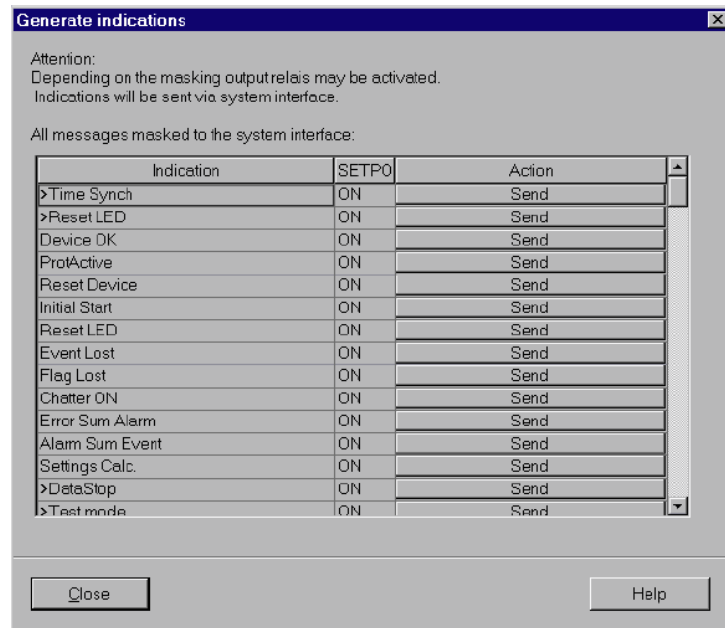 Generate indications
Attention:
Depending on the masking output relais may be activated.
Indications will be sent via system interface.
All messages masked to the system interface:
Indication SETPO Action
>Time Synch ON Send
>Reset LED ON Send
Device OK ON Send
ProtActive ON Send
Reset Device ON Send
Initial Start ON Send
Reset LED ON Send
Event Lost ON Send
Flag Lost ON Send
Chatter ON ON Send
Error Sum Alarm ON Send
Alarm Sum Event ON Send
Settings Calc. ON Send
>DataStop ON Send
>Test mode ON Send
Close Help